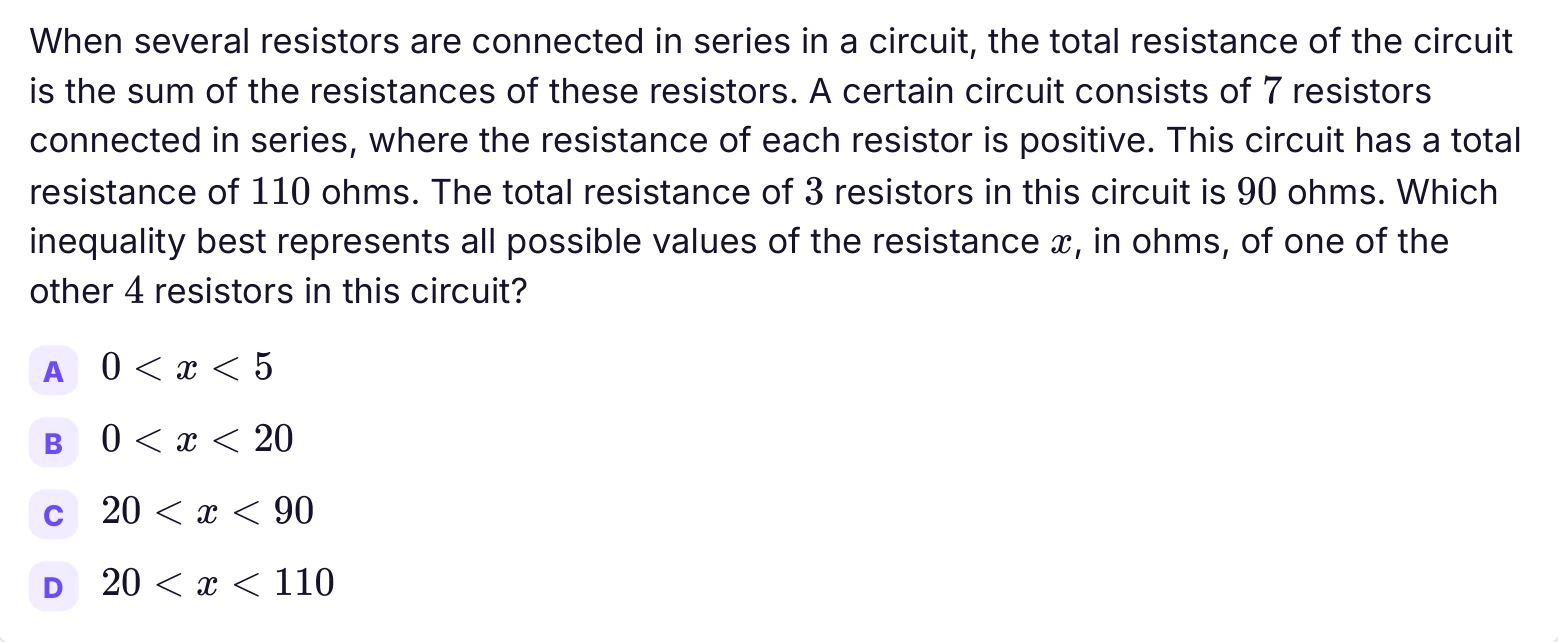 When several resistors are connected in series in a circuit, the total resistance of the circuit
is the sum of the resistances of these resistors. A certain circuit consists of 7 resistors
connected in series, where the resistance of each resistor is positive. This circuit has a total
resistance of 110 ohms. The total resistance of 3 resistors in this circuit is 90 ohms. Which
inequality best represents all possible values of the resistance x, in ohms, of one of the
other 4 resistors in this circuit?
A 0 < x < 5
B 0 < x < 20
C 20 < x < 90
D 20 < x < 110